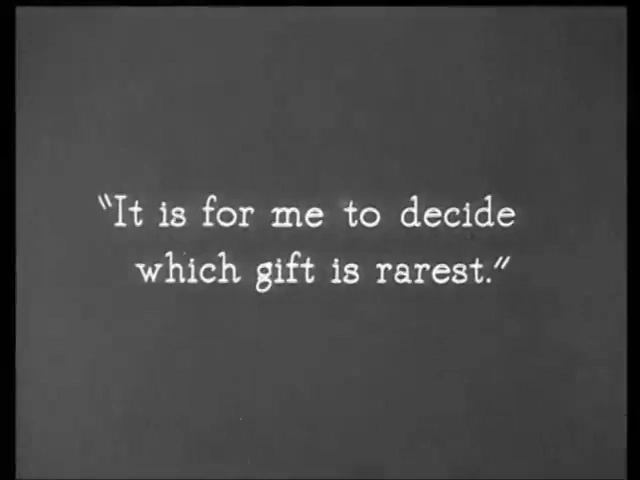 "It is for me to decide
which gift is rarest."